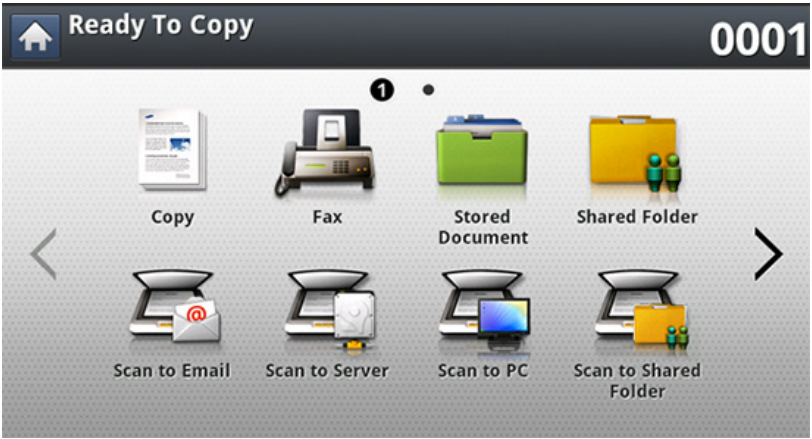 Ready To Copy
0001
1
Copy
Fax
Stored
Document
Shared Folder
Scan to Email
Scan to Server
Scan to PC
Scan to Shared
Folder